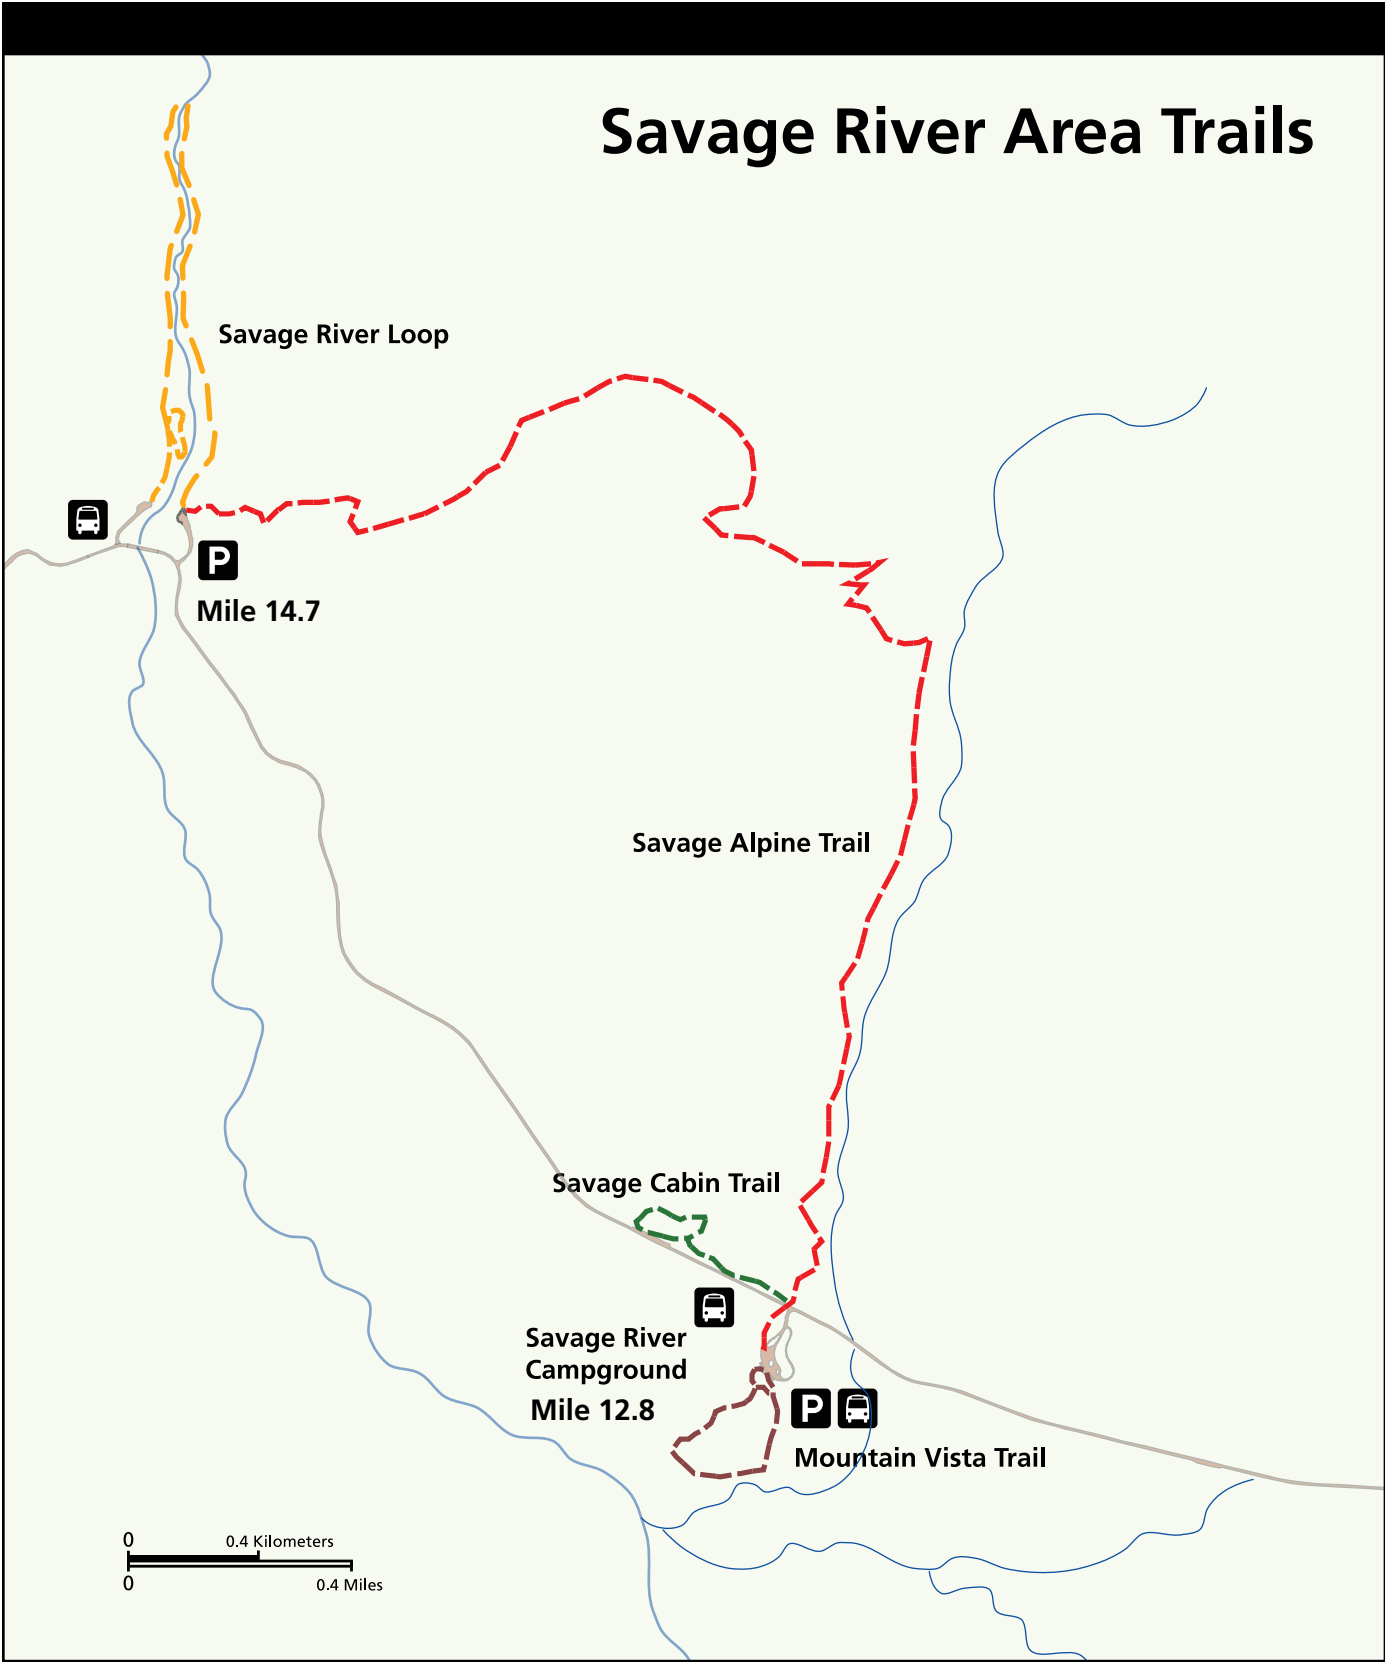 Savage River Area Trails
Savage River Loop
P
Mile 14.7
Savage Alpine Trail
Savage Cabin Trail
Savage River
Campground
Mile 12.8
P
Mountain Vista Trail
0
0.4 Kilometers
0
0.4 Miles